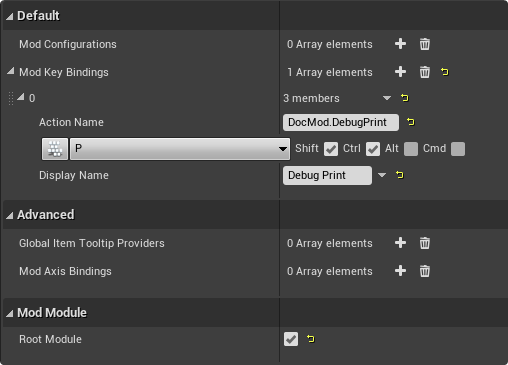 Default
Mod Configurations 0 Array elements
Mod Key Bindings 1 Array elements
0 3 members
Action Name DocMod.DebugPrint
P Shift Ctrl Alt Cmd
Display Name Debug Print
Advanced
Global Item Tooltip Providers 0 Array elements
Mod Axis Bindings 0 Array elements
Mod Module
Root Module